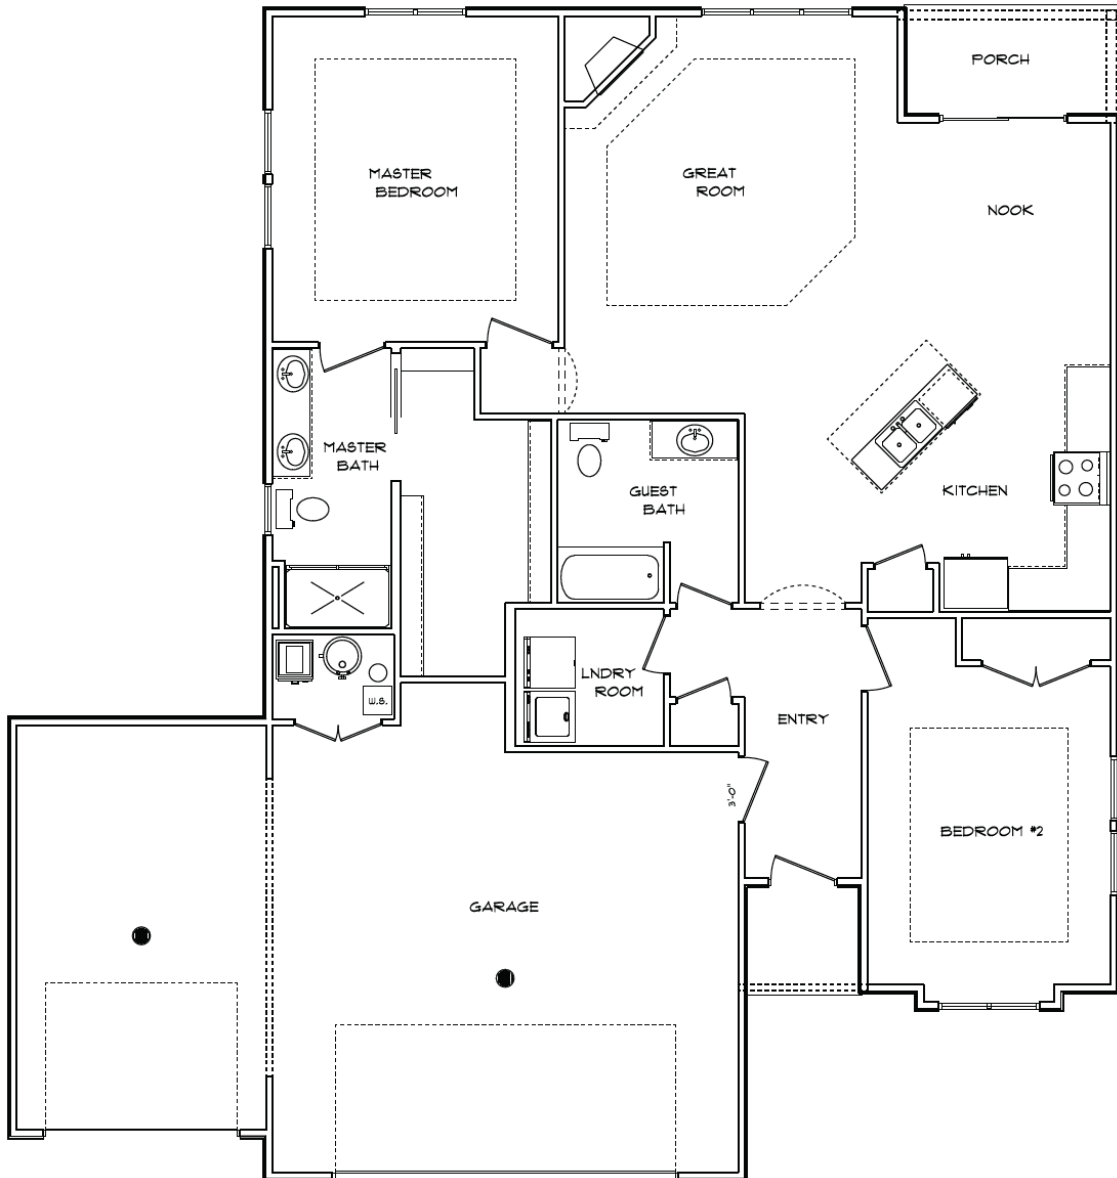 PORCH
MASTER
BEDROOM
GREAT
ROOM
NOOK
MASTER
BATH
GUEST
BATH
KITCHEN
LNDRY
ROOM
W.S.
ENTRY
3'-0"
BEDROOM #2
GARAGE